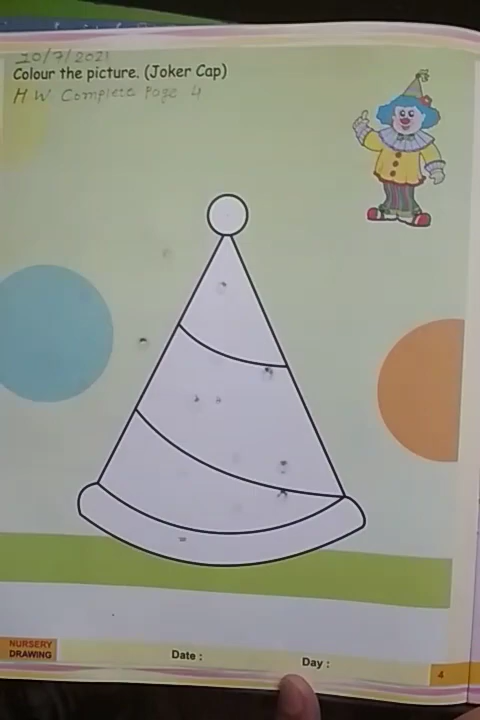 10/7/2021
Colour the picture. (Joker Cap)
H W Complete Page 4
NURSERY
DRAWING
Date :
Day :
4